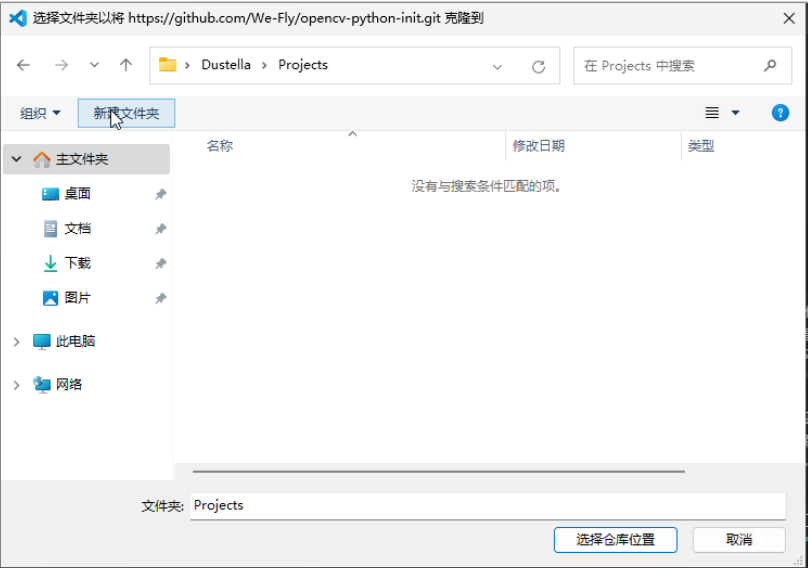 选择文件夹以将 https://github.com/We-Fly/opencv-python-init.git 克隆到
Dustella > Projects
在 Projects 中搜索
组织
新建文件夹
名称
修改日期
类型
主文件夹
没有与搜索条件匹配的项。
桌面
文档
下载
图片
此电脑
网络
文件夹: Projects
选择仓库位置
取消